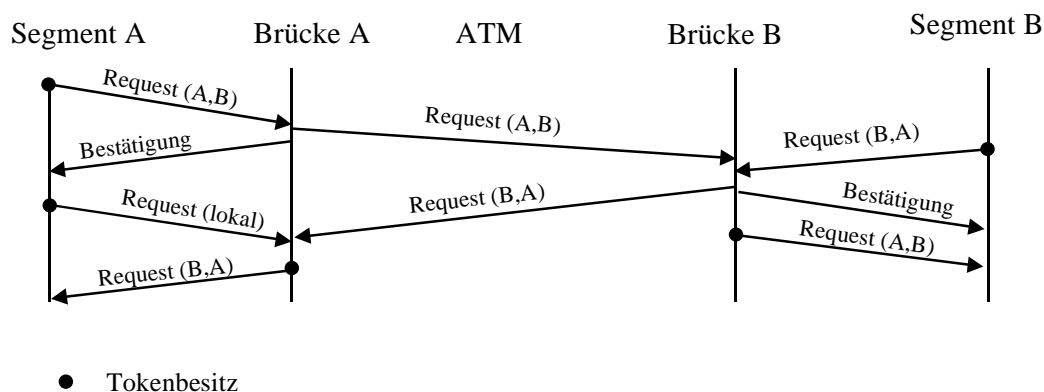 Segment A Brücke A ATM Brücke B Segment B
Request (A,B)
Request (A,B)
Bestätigung
Request (B,A)
Request (B,A)
Request (lokal)
Bestätigung
Request (A,B)
Request (B,A)
Tokenbesitz